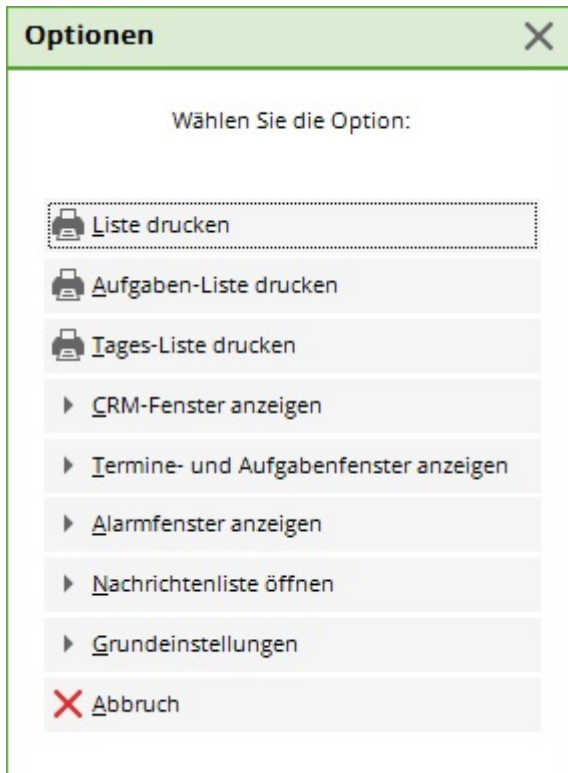 Optionen
Wählen Sie die Option:
Liste drucken
Aufgaben-Liste drucken
Tages-Liste drucken
CRM-Fenster anzeigen
Termine- und Aufgabenfenster anzeigen
Alarmfenster anzeigen
Nachrichtenliste öffnen
Grundeinstellungen
Abbruch